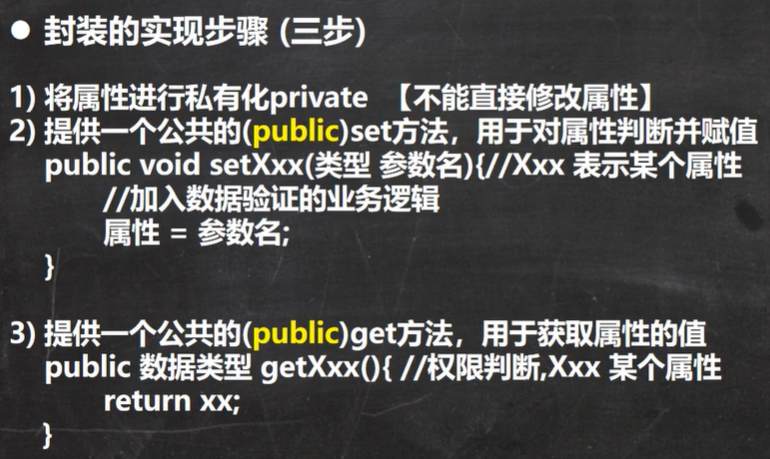 ● 封装的实现步骤 (三步)
1) 将属性进行私有化private 【不能直接修改属性】
2) 提供一个公共的(public)set方法，用于对属性判断并赋值
public void setXxx(类型 参数名){//Xxx 表示某个属性
//加入数据验证的业务逻辑
属性 = 参数名;
}
3) 提供一个公共的(public)get方法，用于获取属性的值
public 数据类型 getXxx(){ //权限判断,Xxx 某个属性
return xx;
}